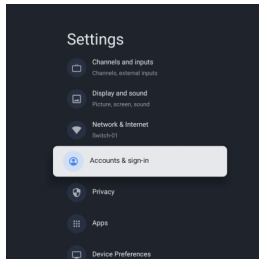 Settings
Channels and inputs
Channels, external inputs
Display and sound
Picture, screen, sound
Network & Internet
Switch-01
Accounts & sign-in
Privacy
Apps
Device Preferences